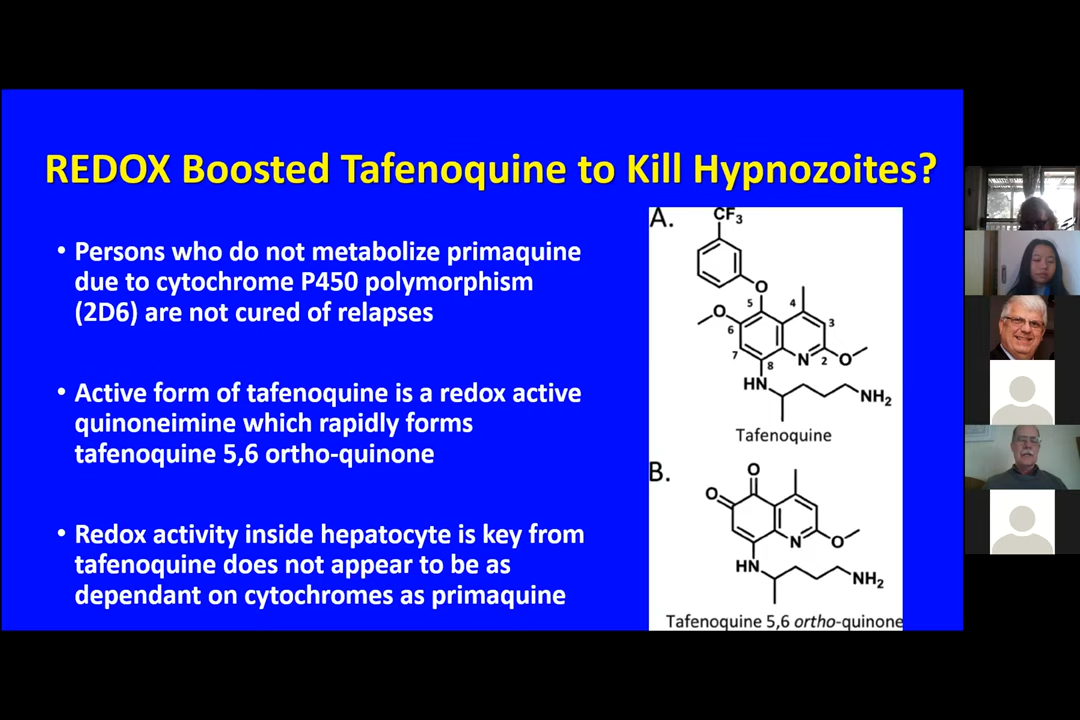 REDOX Boosted Tafenoquine to Kill Hypnozoites?
• Persons who do not metabolize primaquine
due to cytochrome P450 polymorphism
(2D6) are not cured of relapses
• Active form of tafenoquine is a redox active
quinoneimine which rapidly forms
tafenoquine 5,6 ortho-quinone
• Redox activity inside hepatocyte is key from
tafenoquine does not appear to be as
dependant on cytochromes as primaquine
A.
CF3
O
5
4
O
6
3
7
8
N
2
O
HN
NH2
Tafenoquine
B.
O
O
N
O
HN
NH2
Tafenoquine 5,6 ortho-quinone